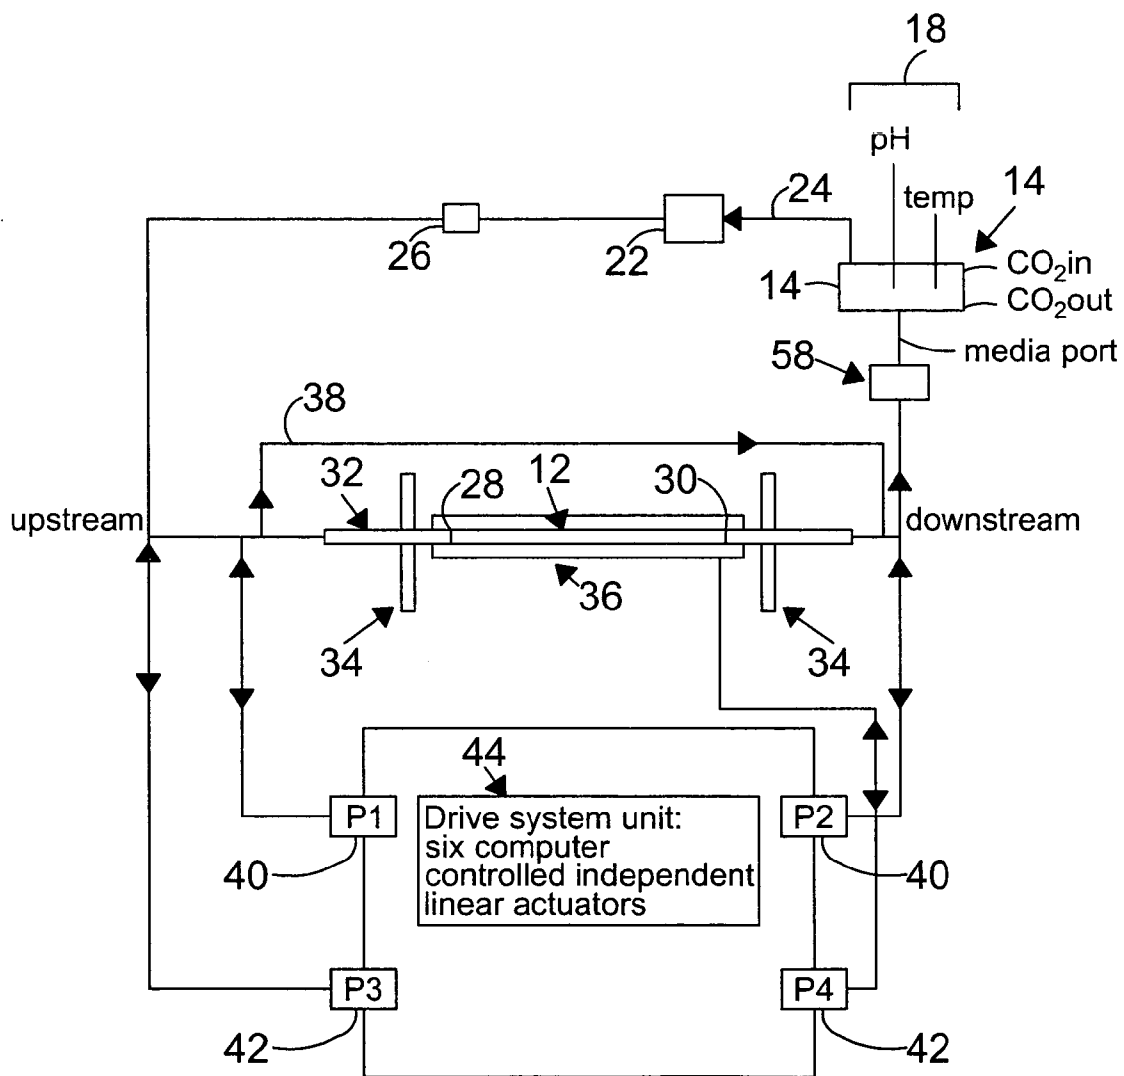 18
pH
temp
14
24
26
22
14
CO2in
CO2out
media port
58
38
32
28
12
30
upstream
downstream
36
34
34
44
P1
Drive system unit:
six computer
controlled independent
linear actuators
P2
40
40
P3
P4
42
42